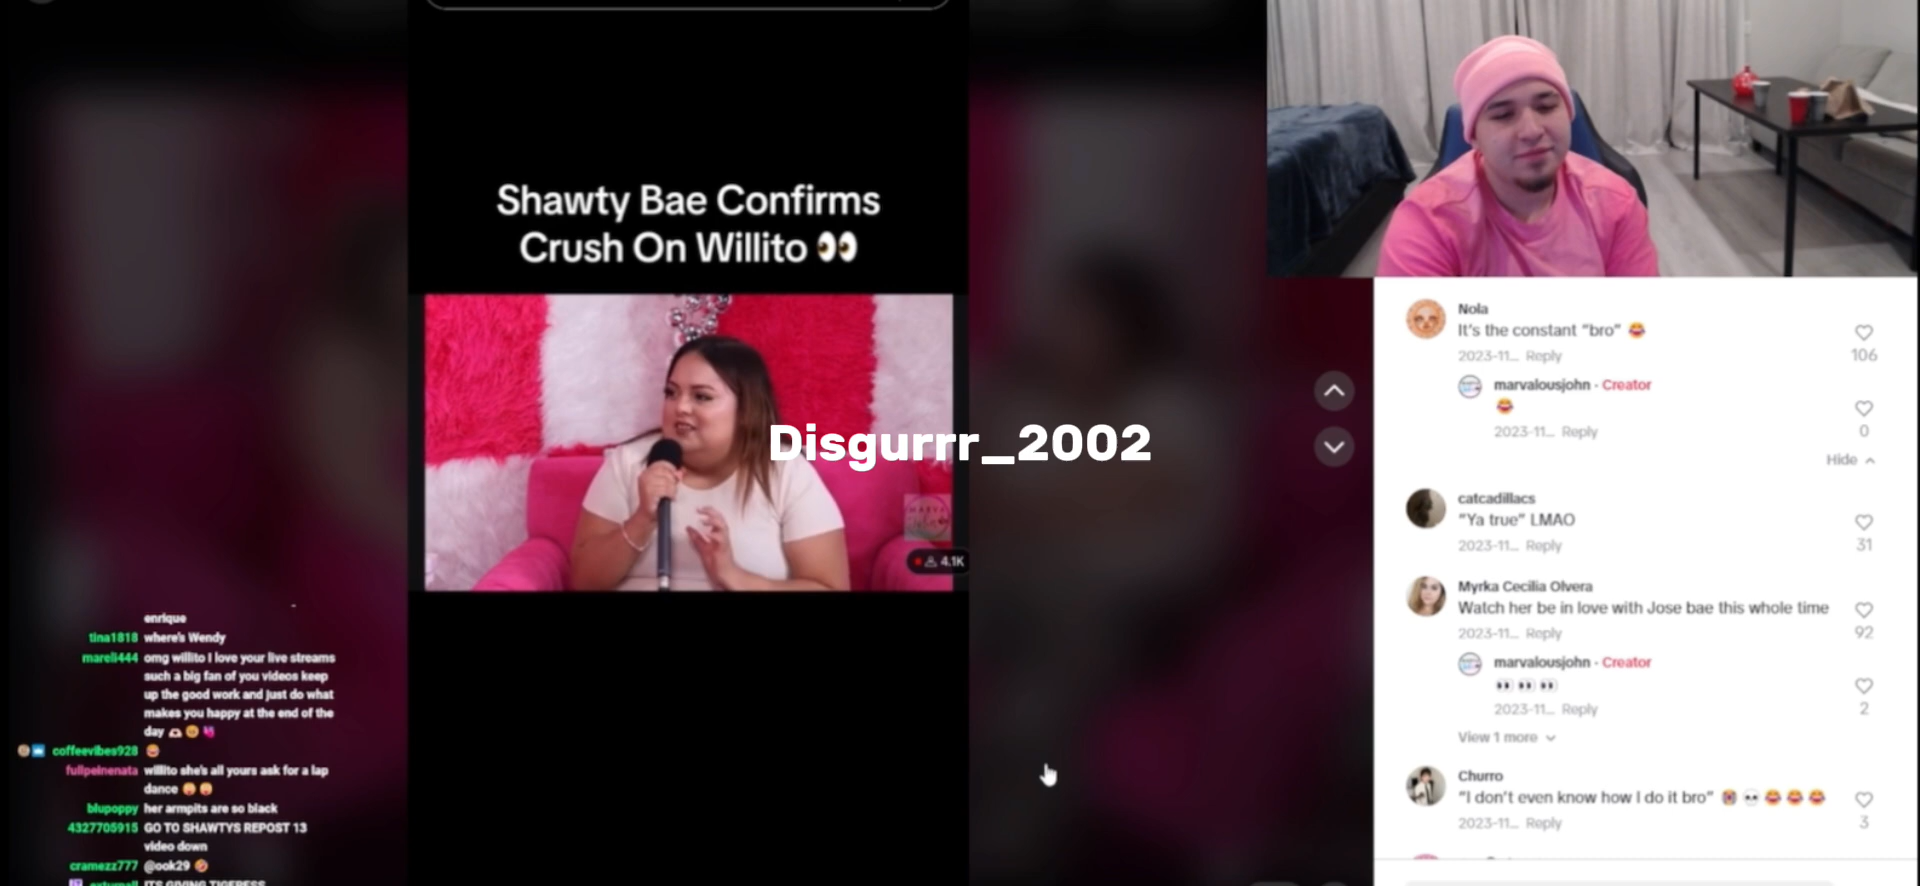 Shawty Bae Confirms
Crush On Willito 👀
Disgurrr_2002
4.1K
enrique
tina1818 where's Wendy
mareli444 omg willito I love your live streams
such a big fan of you videos keep
up the good work and just do what
makes you happy at the end of the
day
coffeevibes928
fullpeinenata willito she's all yours ask for a lap
dance
blupoppy her armpits are so black
4327705915 GO TO SHAWTYS REPOST 13
video down
cramezz777 @ook29
ITS GIVING TIGERESS
Nola
It's the constant "bro" 😂
106
2023-11... Reply
marvalousjohn · Creator
😂
0
2023-11... Reply
Hide
catcadillacs
"Ya true" LMAO
31
2023-11... Reply
Myrka Cecilia Olvera
Watch her be in love with Jose bae this whole time
92
2023-11... Reply
marvalousjohn · Creator
👀 👀 👀
2
2023-11... Reply
View 1 more
Churro
"I don't even know how I do it bro" 😭 💀 😂 😂 😂
3
2023-11... Reply